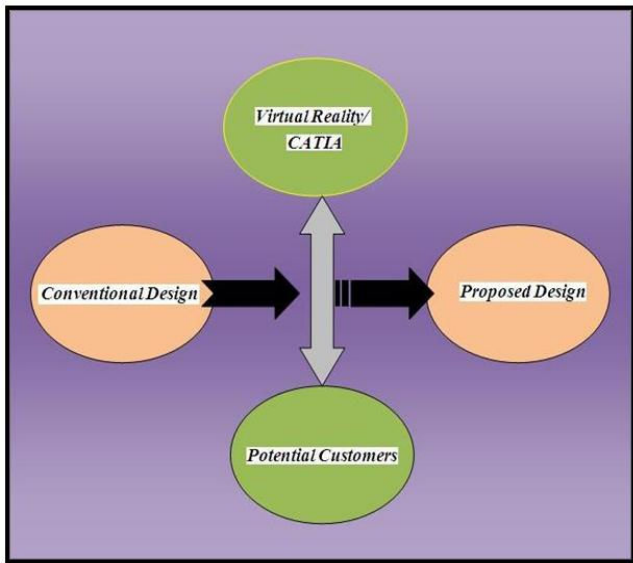 Virtual Reality/
CATIA
Conventional Design
Proposed Design
Potential Customers